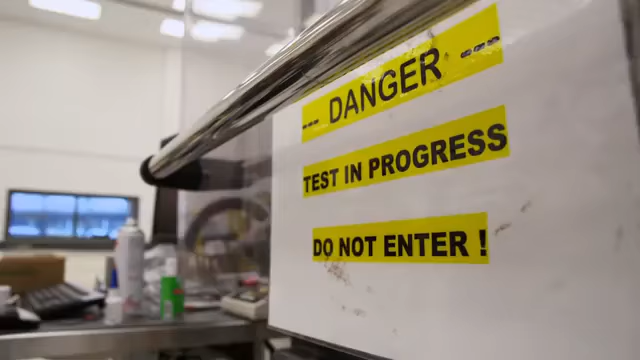 --- DANGER ---
TEST IN PROGRESS
DO NOT ENTER !